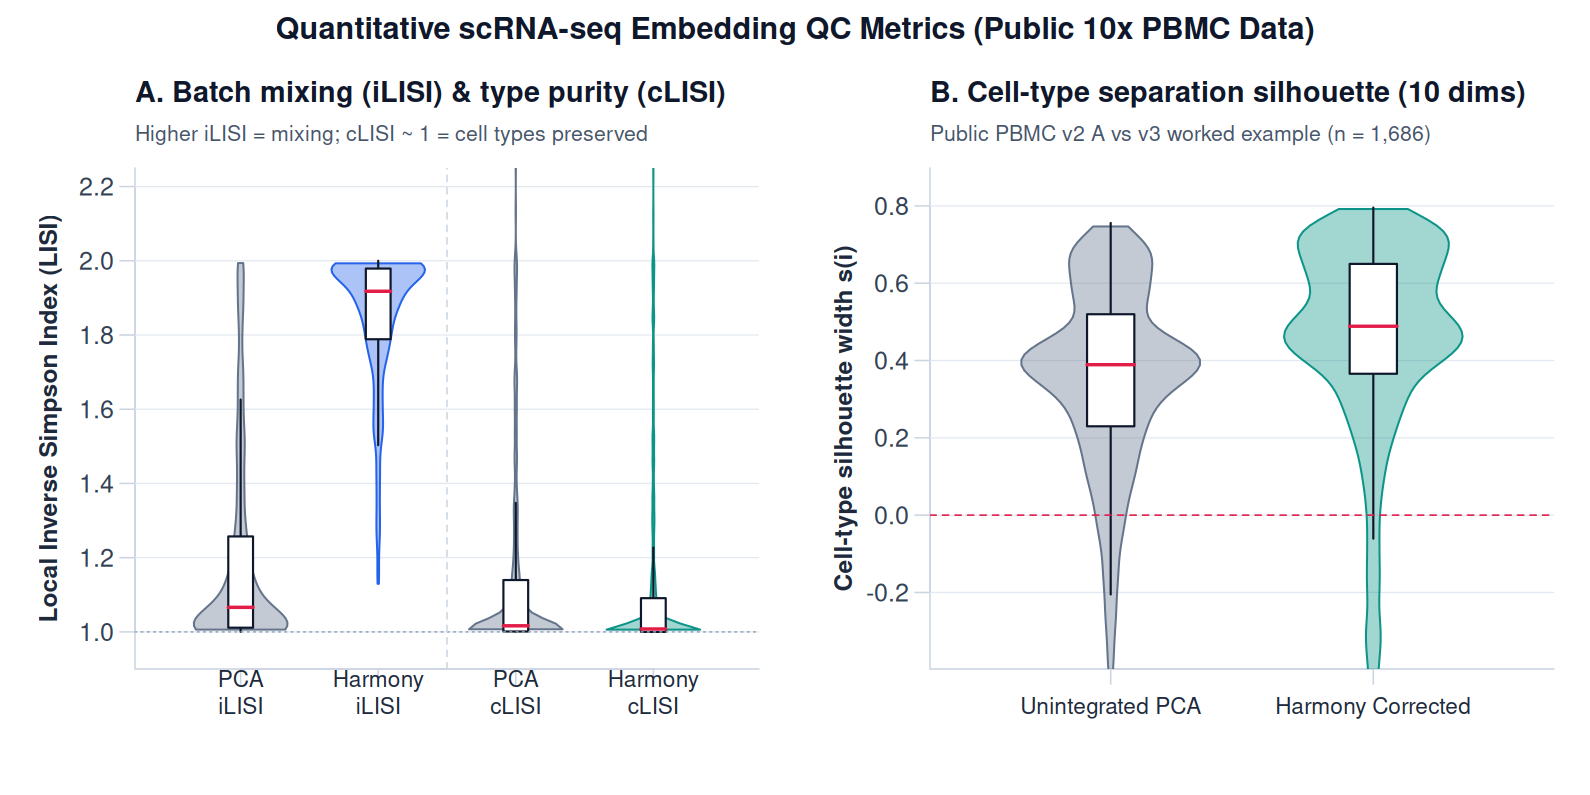 Quantitative scRNA-seq Embedding QC Metrics (Public 10x PBMC Data)
A. Batch mixing (iLISI) & type purity (cLISI)
Higher iLISI = mixing; cLISI ~ 1 = cell types preserved
Local Inverse Simpson Index (LISI)
2.2
2.0
1.8
1.6
1.4
1.2
1.0
PCA
iLISI
Harmony
iLISI
PCA
cLISI
Harmony
cLISI
B. Cell-type separation silhouette (10 dims)
Public PBMC v2 A vs v3 worked example (n = 1,686)
Cell-type silhouette width s(i)
0.8
0.6
0.4
0.2
0.0
-0.2
Unintegrated PCA
Harmony Corrected